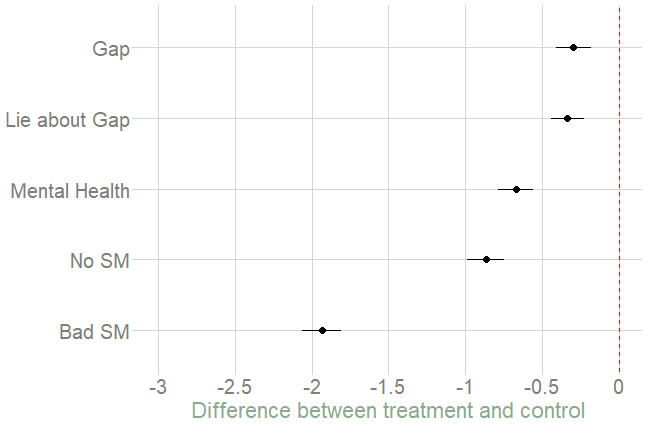 Gap
Lie about Gap
Mental Health
No SM
Bad SM
-3 -2.5 -2 -1.5 -1 -0.5 0
Difference between treatment and control